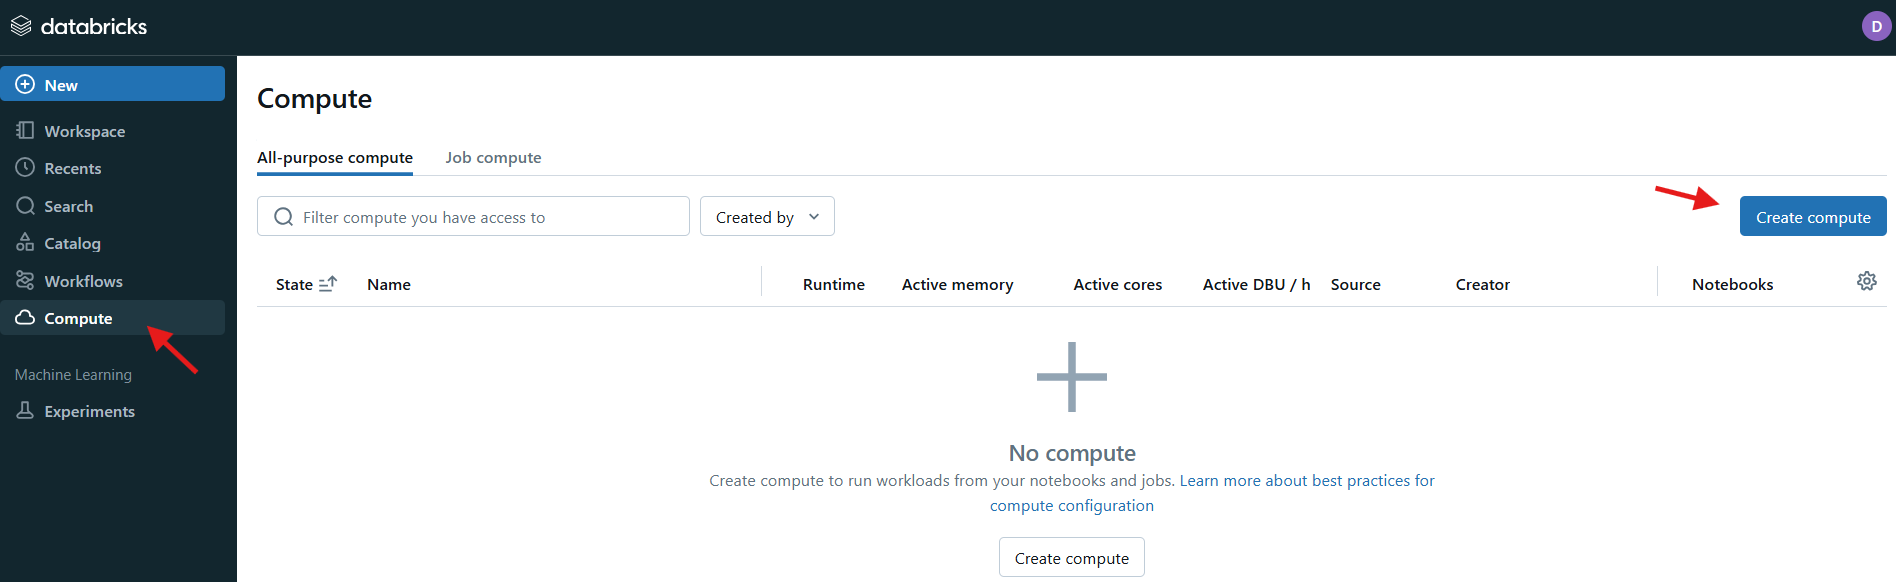 databricks
D
New
Workspace
Recents
Search
Catalog
Workflows
Compute
Machine Learning
Experiments
Compute
All-purpose compute Job compute
Filter compute you have access to Created by Create compute
State Name Runtime Active memory Active cores Active DBU / h Source Creator Notebooks
No compute
Create compute to run workloads from your notebooks and jobs. Learn more about best practices for
compute configuration
Create compute